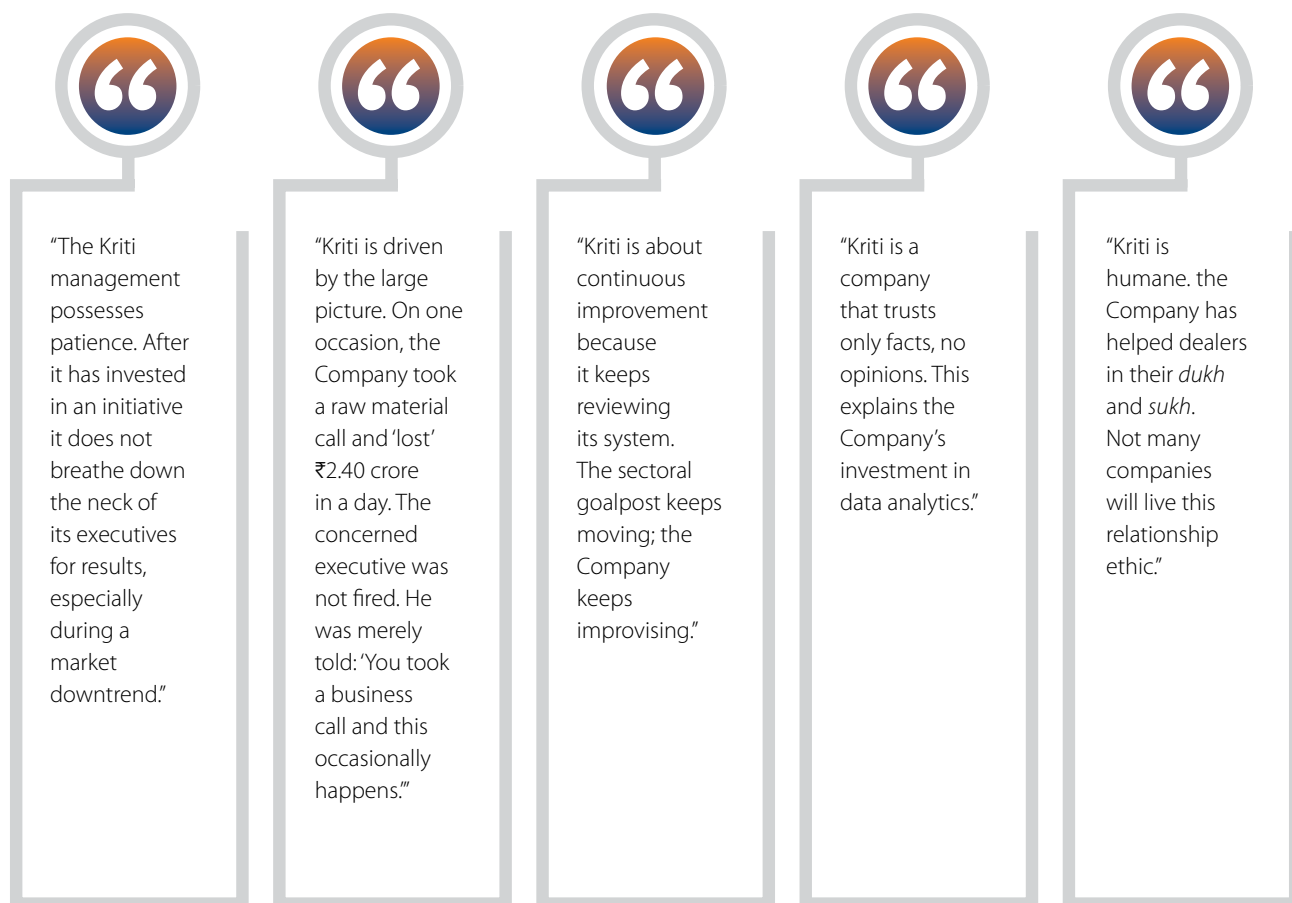 “The Kriti
management
possesses
patience. After
it has invested
in an initiative
it does not
breathe down
the neck of
its executives
for results,
especially
during a
market
downtrend.”
“Kriti is driven
by the large
picture. On one
occasion, the
Company took
a raw material
call and ‘lost’
₹2.40 crore
in a day. The
concerned
executive was
not fired. He
was merely
told: ‘You took
a business
call and this
occasionally
happens.’”
“Kriti is about
continuous
improvement
because
it keeps
reviewing
its system.
The sectoral
goalpost keeps
moving; the
Company
keeps
improvising.”
“Kriti is a
company
that trusts
only facts, no
opinions. This
explains the
Company’s
investment in
data analytics.”
“Kriti is
humane. the
Company has
helped dealers
in their dukh
and sukh.
Not many
companies
will live this
relationship
ethic.”